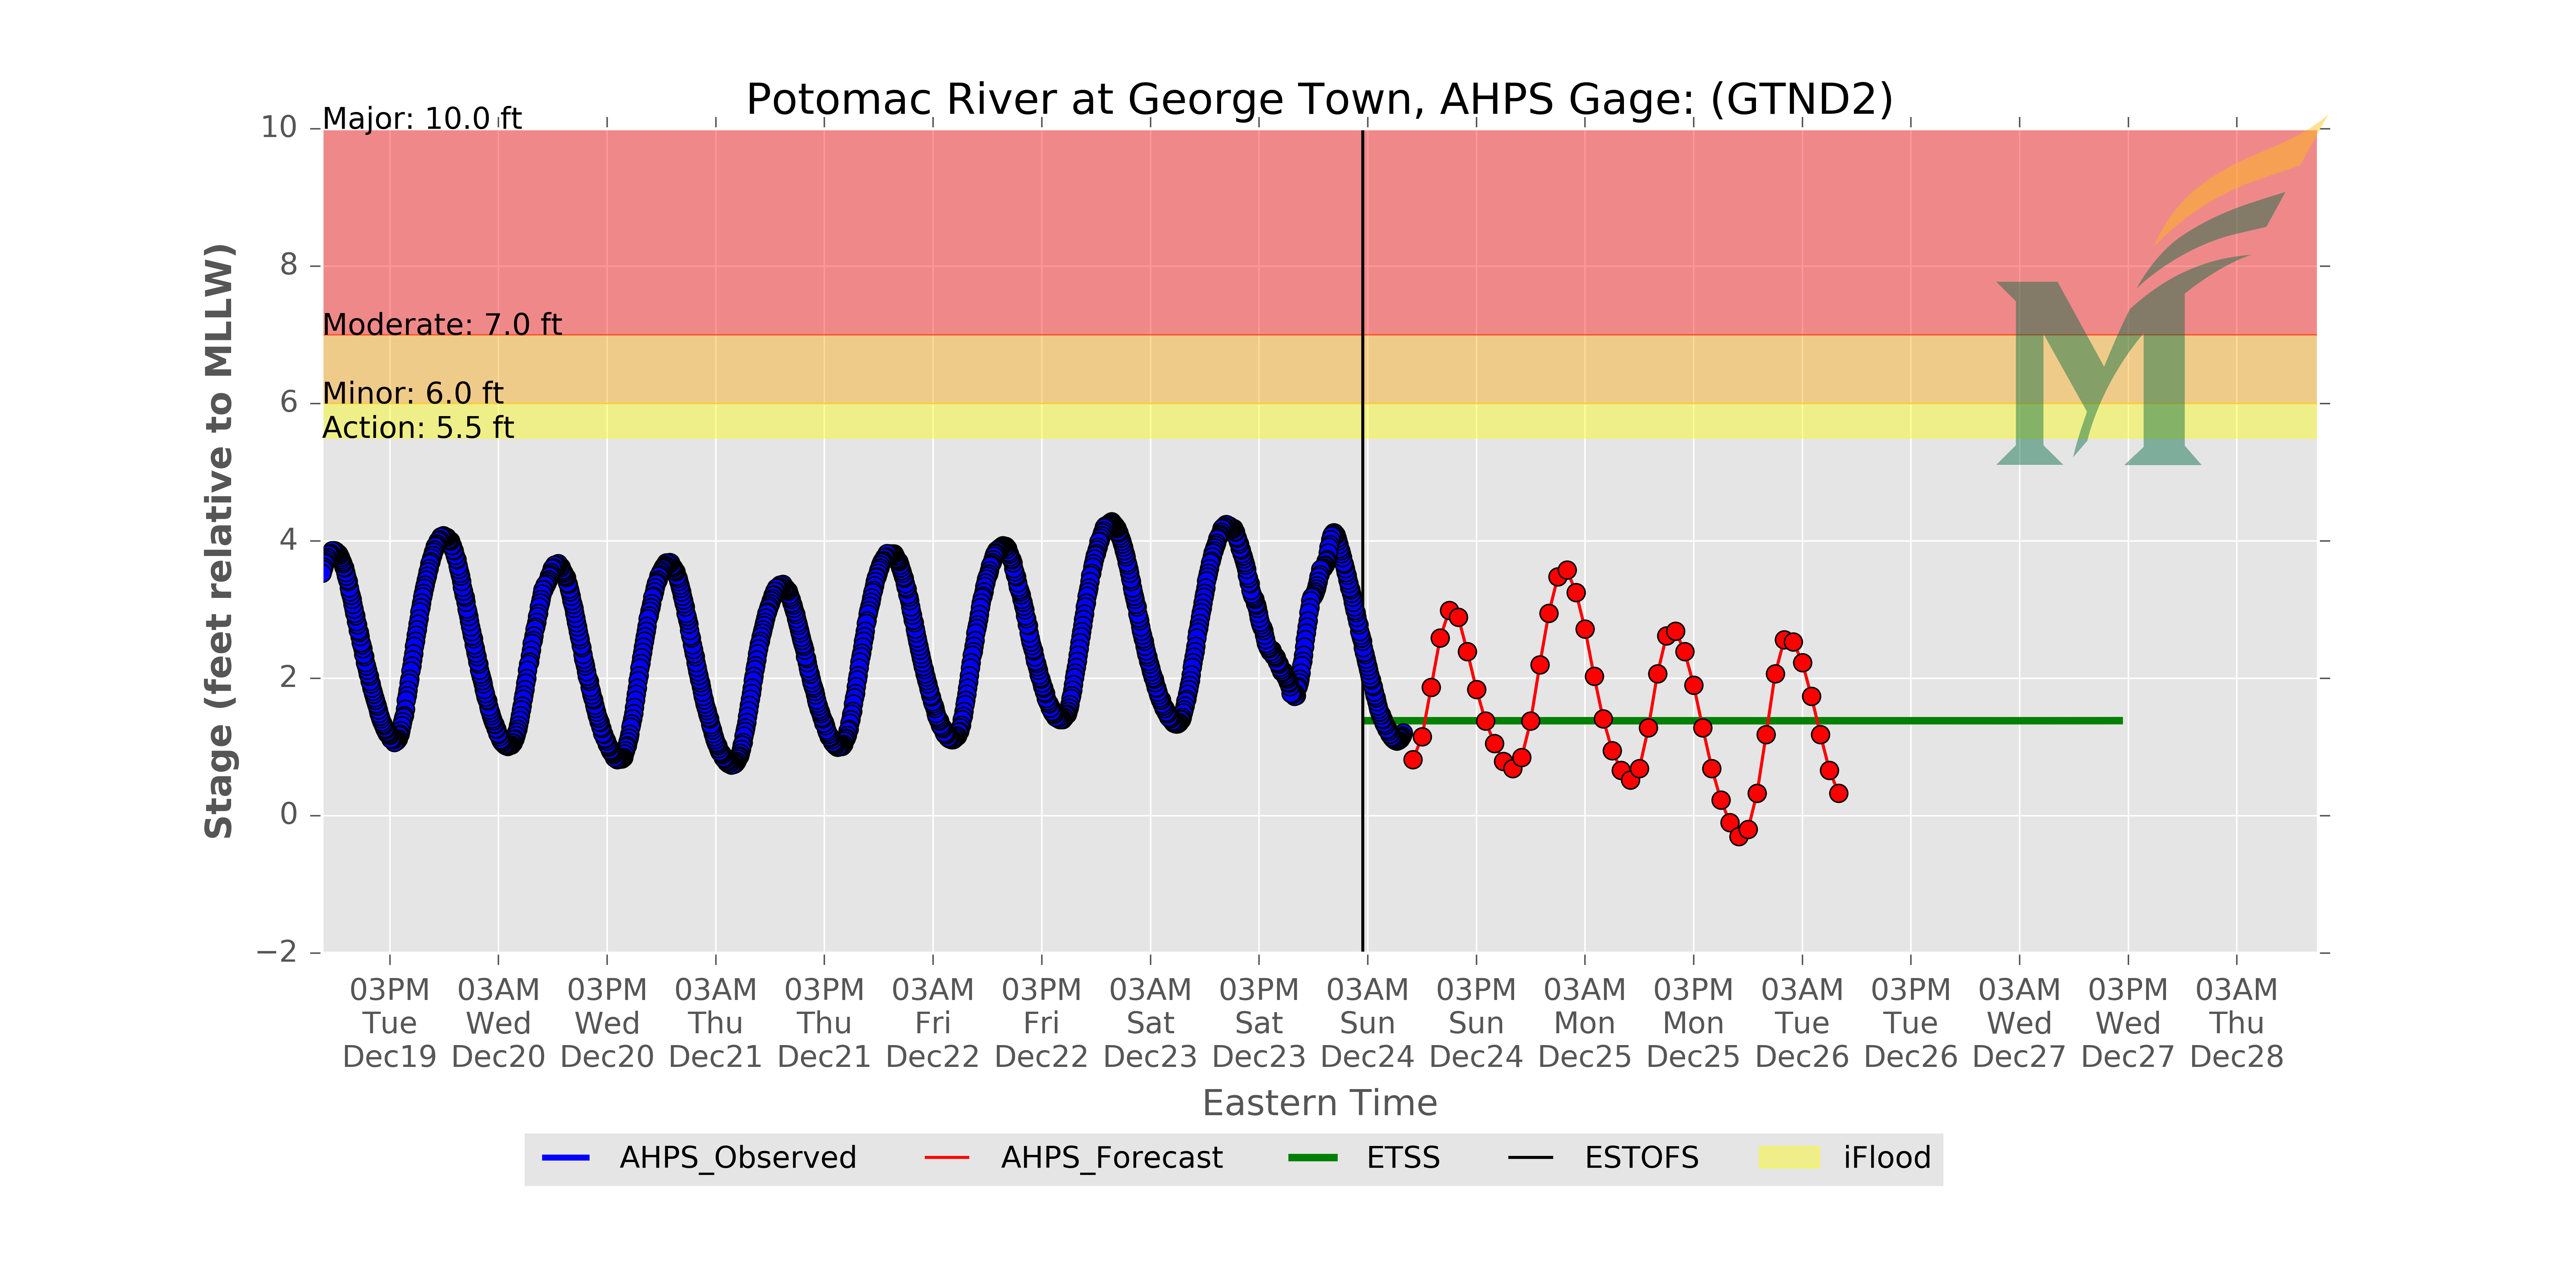 Potomac River at George Town, AHPS Gage: (GTND2)
Major: 10.0 ft
Moderate: 7.0 ft
Minor: 6.0 ft
Action: 5.5 ft
Stage (feet relative to MLLW)
10
8
6
4
2
0
−2
03PM 03AM 03PM 03AM 03PM 03AM 03PM 03AM 03PM 03AM 03PM 03AM 03PM 03AM 03PM 03AM 03PM 03AM
Tue Wed Wed Thu Thu Fri Fri Sat Sat Sun Sun Mon Mon Tue Tue Wed Wed Thu
Dec19 Dec20 Dec20 Dec21 Dec21 Dec22 Dec22 Dec23 Dec23 Dec24 Dec24 Dec25 Dec25 Dec26 Dec26 Dec27 Dec27 Dec28
Eastern Time
AHPS_Observed AHPS_Forecast ETSS ESTOFS iFlood